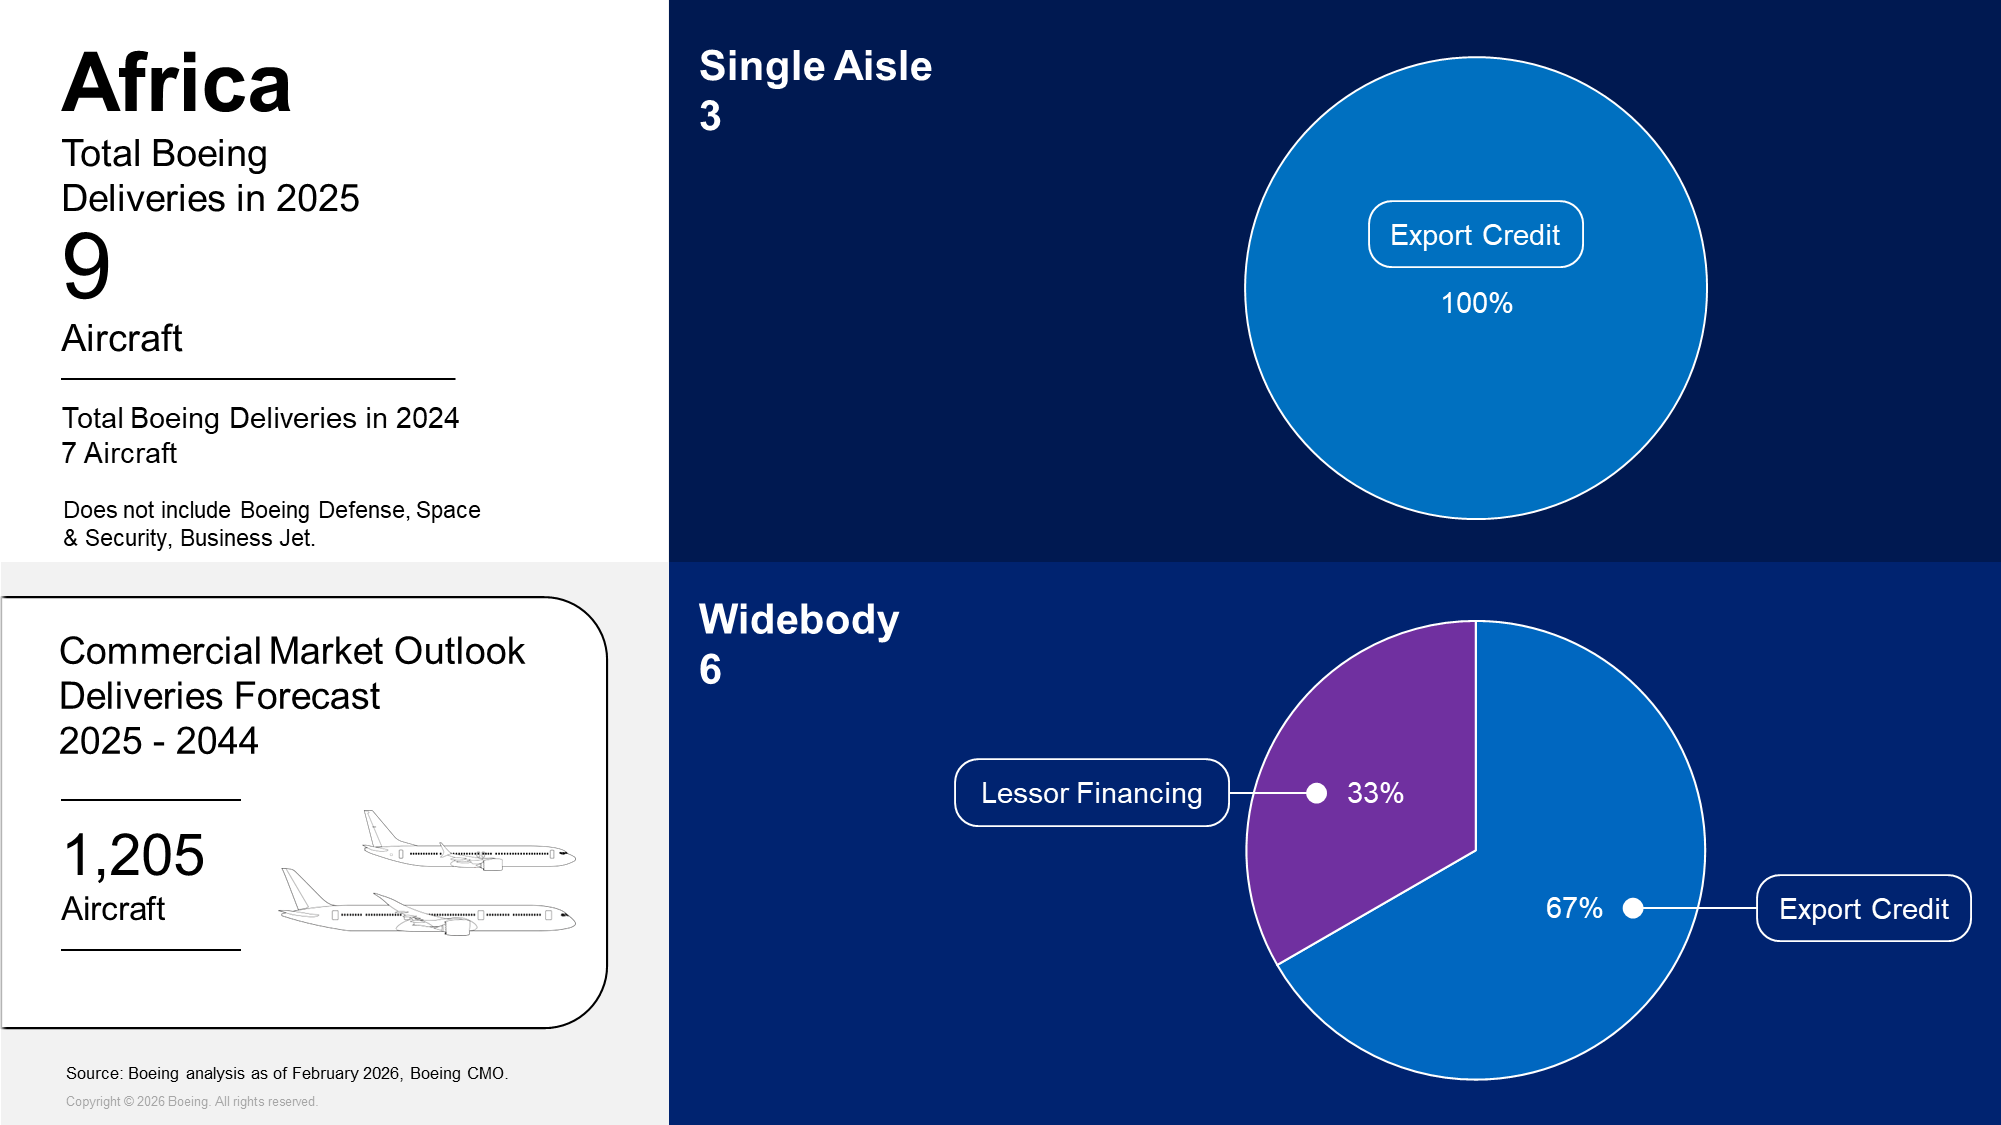 Africa
Total Boeing
Deliveries in 2025
9
Aircraft
Total Boeing Deliveries in 2024
7 Aircraft
Does not include Boeing Defense, Space
& Security, Business Jet.
Commercial Market Outlook
Deliveries Forecast
2025 - 2044
1,205
Aircraft
Source: Boeing analysis as of February 2026, Boeing CMO.
Copyright © 2026 Boeing. All rights reserved.
Single Aisle
3
Export Credit
100%
Widebody
6
Lessor Financing
33%
67%
Export Credit